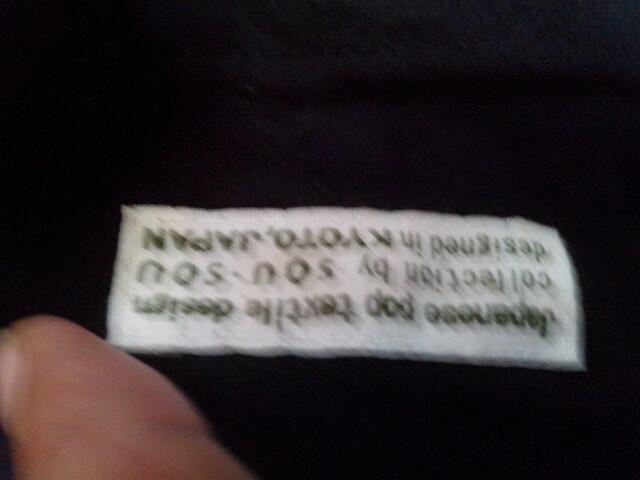 Japanese pop textile design
collection by SOU·SOU
designed in KYOTO, JAPAN